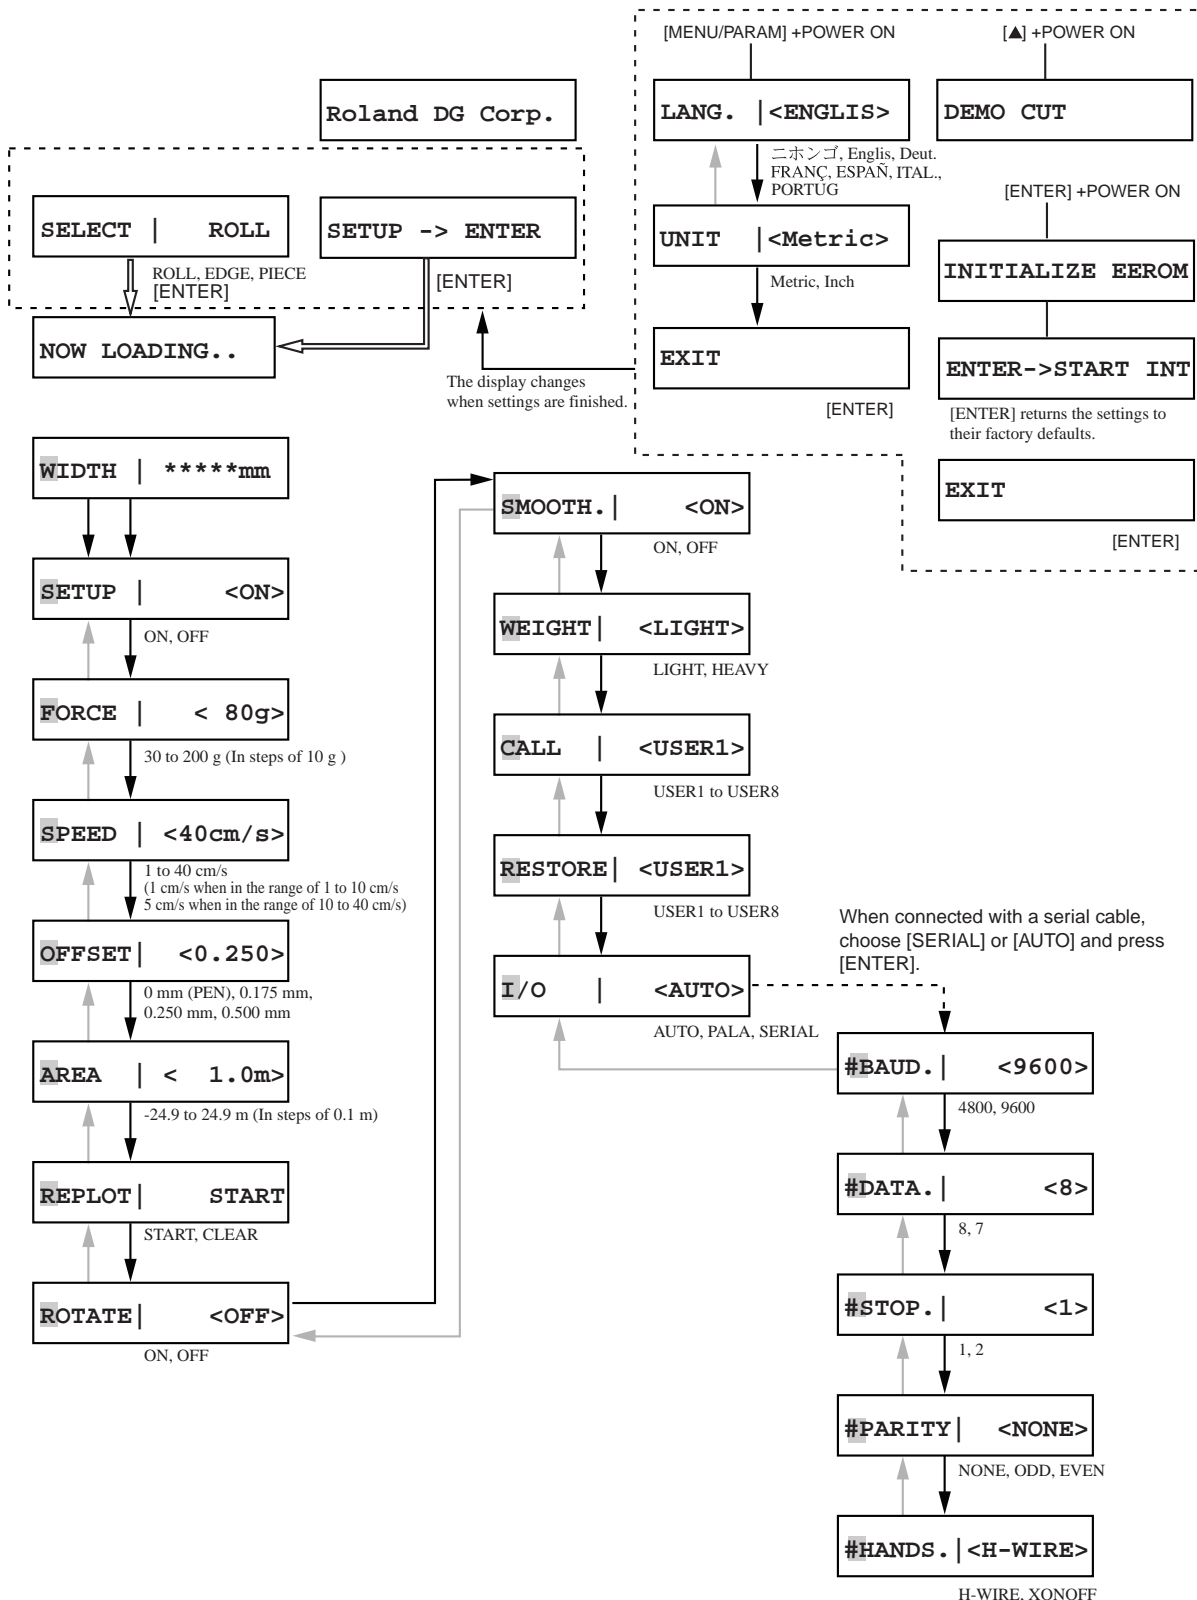 [MENU/PARAM] +POWER ON
[▲] +POWER ON
Roland DG Corp.
LANG. |<ENGLIS>
DEMO CUT
ニホンゴ, Englis, Deut.
FRANÇ, ESPAÑ, ITAL.,
PORTUG
[ENTER] +POWER ON
SELECT | ROLL
SETUP -> ENTER
UNIT |<Metric>
INITIALIZE EEROM
ROLL, EDGE, PIECE
[ENTER]
[ENTER]
Metric, Inch
NOW LOADING..
EXIT
ENTER->START INT
The display changes
when settings are finished.
[ENTER]
[ENTER] returns the settings to
their factory defaults.
EXIT
[ENTER]
WIDTH | *****mm
SETUP | <ON>
ON, OFF
FORCE | < 80g>
30 to 200 g (In steps of 10 g )
SPEED | <40cm/s>
1 to 40 cm/s
(1 cm/s when in the range of 1 to 10 cm/s
5 cm/s when in the range of 10 to 40 cm/s)
OFFSET| <0.250>
0 mm (PEN), 0.175 mm,
0.250 mm, 0.500 mm
AREA | < 1.0m>
-24.9 to 24.9 m (In steps of 0.1 m)
REPLOT| START
START, CLEAR
ROTATE| <OFF>
ON, OFF
SMOOTH.| <ON>
ON, OFF
WEIGHT| <LIGHT>
LIGHT, HEAVY
CALL | <USER1>
USER1 to USER8
RESTORE| <USER1>
USER1 to USER8
I/O | <AUTO>
AUTO, PALA, SERIAL
When connected with a serial cable,
choose [SERIAL] or [AUTO] and press
[ENTER].
#BAUD.| <9600>
4800, 9600
#DATA.| <8>
8, 7
#STOP.| <1>
1, 2
#PARITY| <NONE>
NONE, ODD, EVEN
#HANDS.|<H-WIRE>
H-WIRE, XONOFF